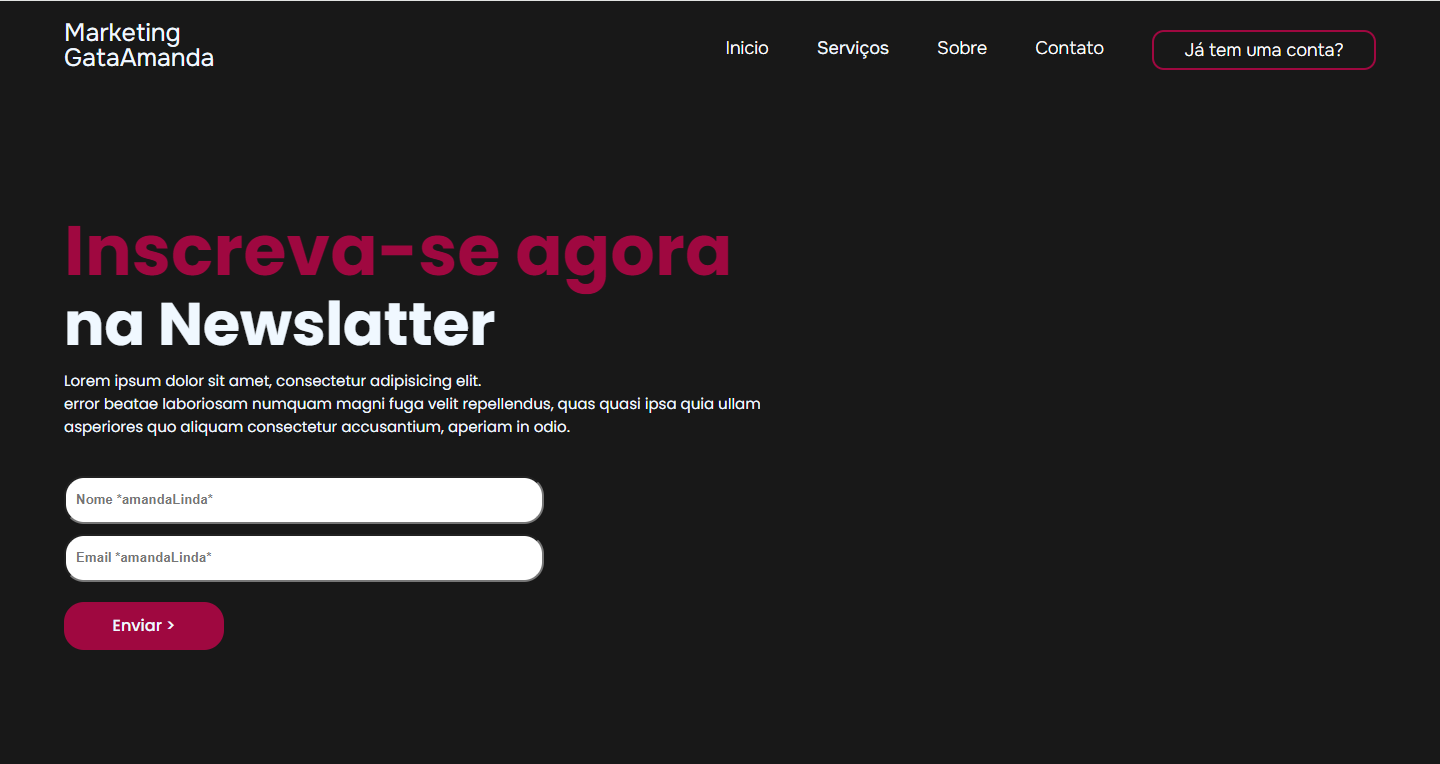 Marketing
GataAmanda
Inicio
Serviços
Sobre
Contato
Já tem uma conta?
Inscreva-se agora
na Newslatter
Lorem ipsum dolor sit amet, consectetur adipisicing elit.
error beatae laboriosam numquam magni fuga velit repellendus, quas quasi ipsa quia ullam
asperiores quo aliquam consectetur accusantium, aperiam in odio.
Nome *amandaLinda*
Email *amandaLinda*
Enviar >